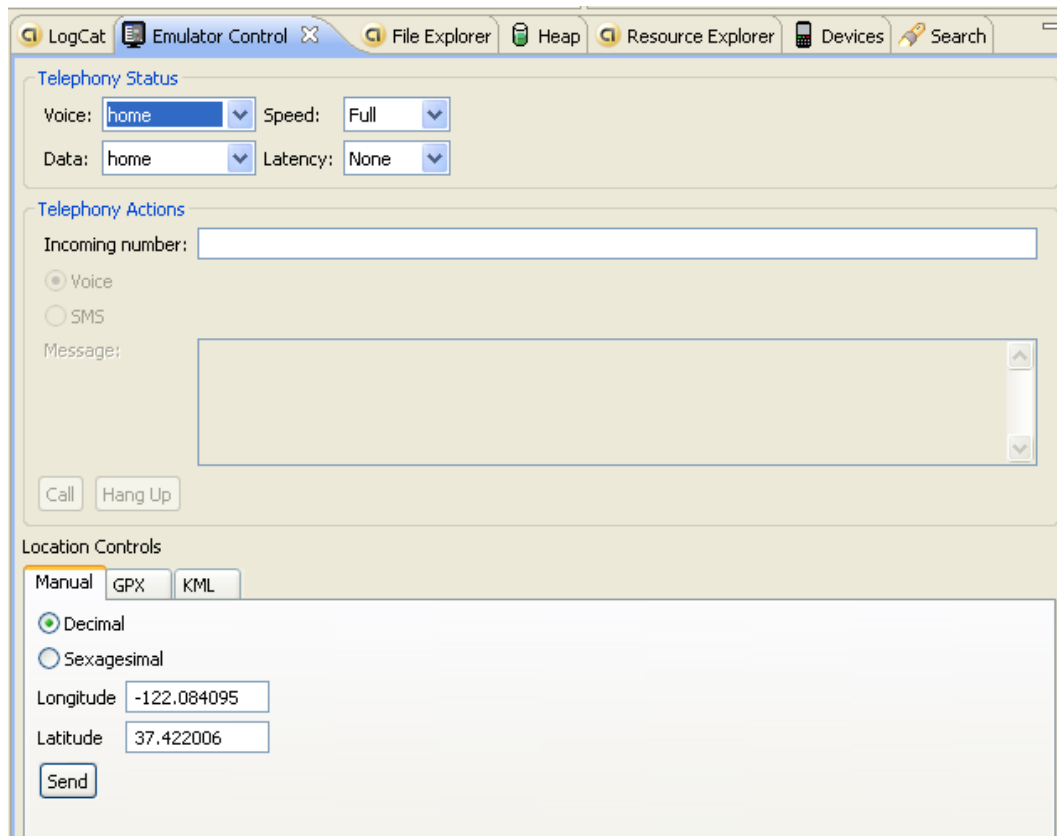 LogCat Emulator Control File Explorer Heap Resource Explorer Devices Search
Telephony Status
Voice: home Speed: Full
Data: home Latency: None
Telephony Actions
Incoming number:
Voice
SMS
Message:
Call Hang Up
Location Controls
Manual GPX KML
Decimal
Sexagesimal
Longitude -122.084095
Latitude 37.422006
Send